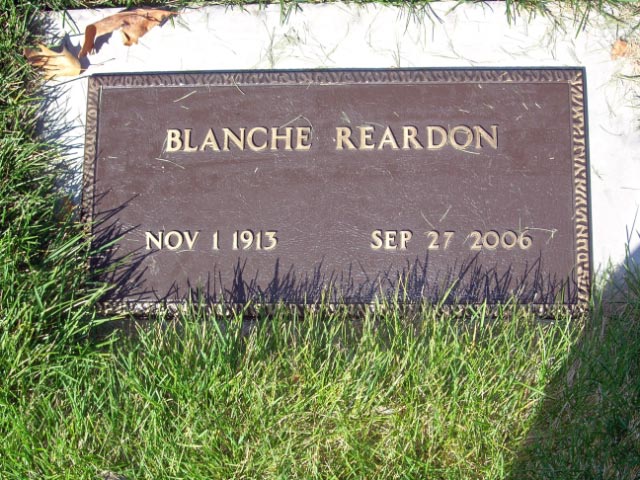 BLANCHE REARDON
NOV 1 1913 SEP 27 2006